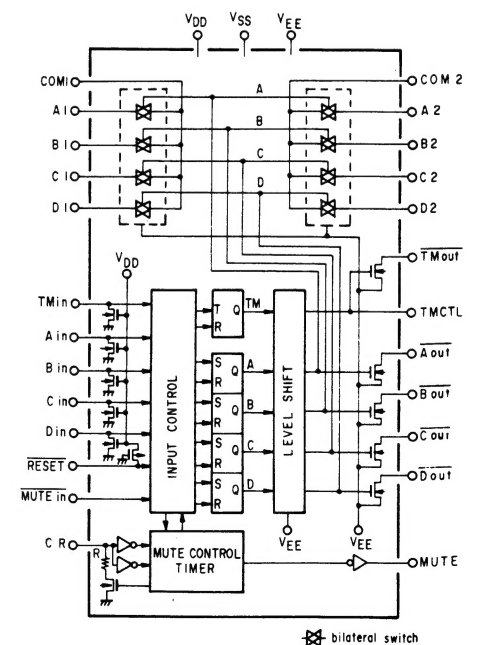 VDD VSS VEE
COM1 COM 2
A
A1 A2
B
B1 B2
C
C1 C2
D
D1 D2
VDD
TMout
TMin T Q TM TMCTL
R
Ain
Aout
S A
Bin Q
R Bout
S B
Cin Q
R
INPUT CONTROL
LEVEL SHIFT
Cout
Din S C
Q
R Dout
RESET
S D
Q
MUTE in R
VEE VEE
CR
R MUTE CONTROL
TIMER
MUTE
bilateral switch